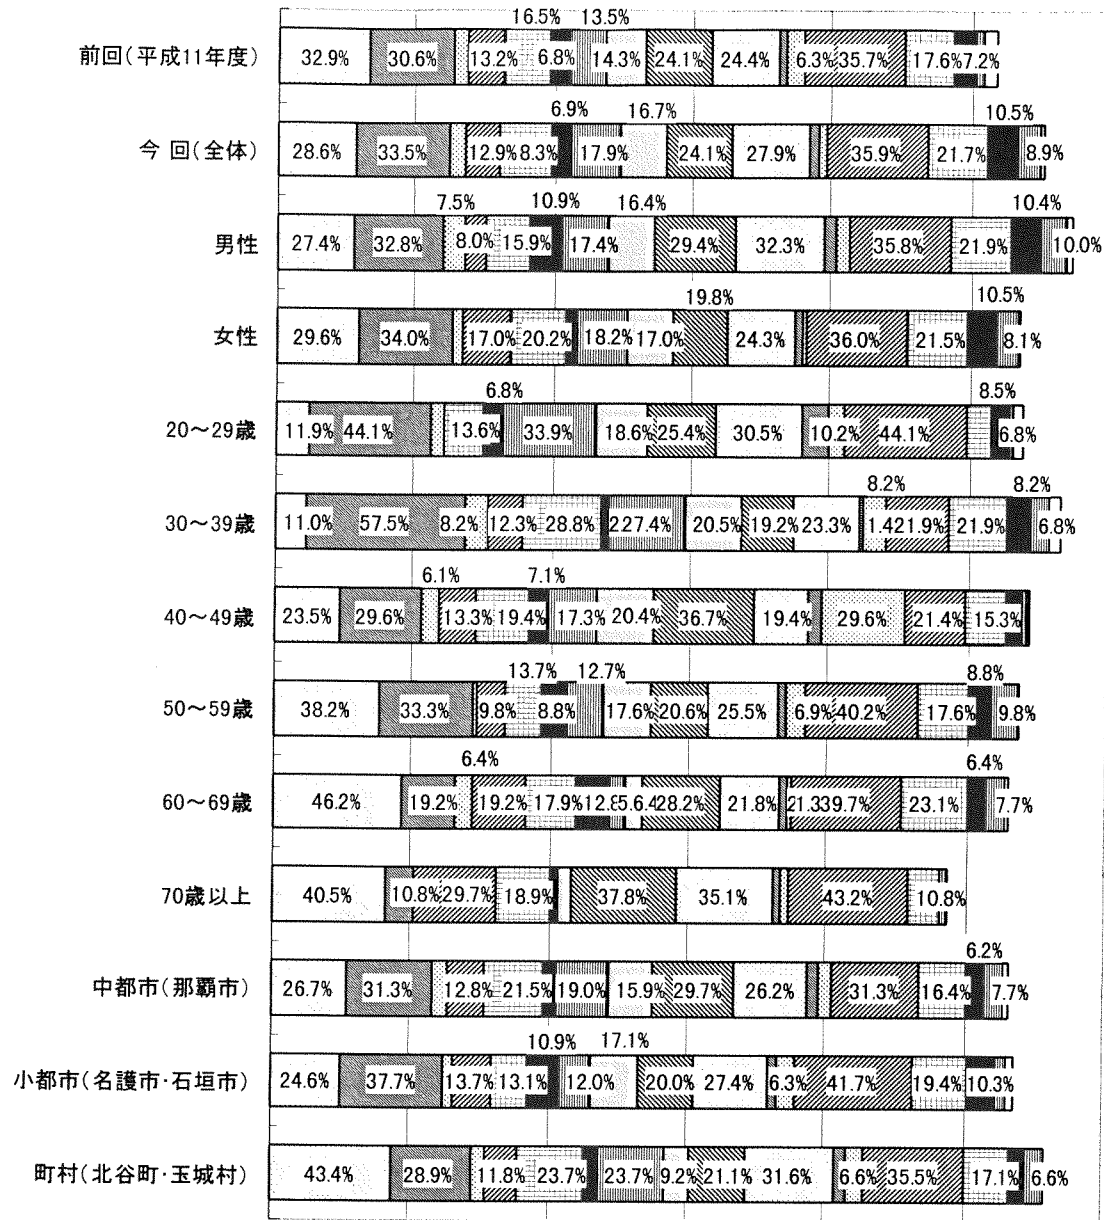 16.5% 13.5%
前回(平成11年度) 32.9% 30.6% 13.2% 6.8% 14.3% 24.1% 24.4% 6.3% 35.7% 17.6% 7.2%
6.9% 16.7% 10.5%
今 回(全体) 28.6% 33.5% 12.9% 8.3% 17.9% 24.1% 27.9% 35.9% 21.7% 8.9%
7.5% 10.9% 16.4% 10.4%
男性 27.4% 32.8% 8.0% 15.9% 17.4% 29.4% 32.3% 35.8% 21.9% 10.0%
19.8% 10.5%
女性 29.6% 34.0% 17.0% 20.2% 18.2% 17.0% 24.3% 36.0% 21.5% 8.1%
6.8% 8.5%
20～29歳 11.9% 44.1% 13.6% 33.9% 18.6% 25.4% 30.5% 10.2% 44.1% 6.8%
8.2% 8.2%
30～39歳 11.0% 57.5% 8.2% 12.3% 28.8% 2.27.4% 20.5% 19.2% 23.3% 1.421.9% 21.9% 6.8%
6.1% 7.1%
40～49歳 23.5% 29.6% 13.3% 19.4% 17.3% 20.4% 36.7% 19.4% 29.6% 21.4% 15.3%
13.7% 12.7% 8.8%
50～59歳 38.2% 33.3% 9.8% 8.8% 17.6% 20.6% 25.5% 6.9% 40.2% 17.6% 9.8%
6.4% 6.4%
60～69歳 46.2% 19.2% 19.2% 17.9% 12.8 5.6.4 28.2% 21.8% 21.339.7% 23.1% 7.7%
70歳以上 40.5% 10.8% 29.7% 18.9% 37.8% 35.1% 43.2% 10.8%
6.2%
中都市(那覇市) 26.7% 31.3% 12.8% 21.5% 19.0% 15.9% 29.7% 26.2% 31.3% 16.4% 7.7%
10.9% 17.1%
小都市(名護市・石垣市) 24.6% 37.7% 13.7% 13.1% 12.0% 20.0% 27.4% 6.3% 41.7% 19.4% 10.3%
町村(北谷町・玉城村) 43.4% 28.9% 11.8% 23.7% 23.7% 9.2% 21.1% 31.6% 6.6% 35.5% 17.1% 6.6%